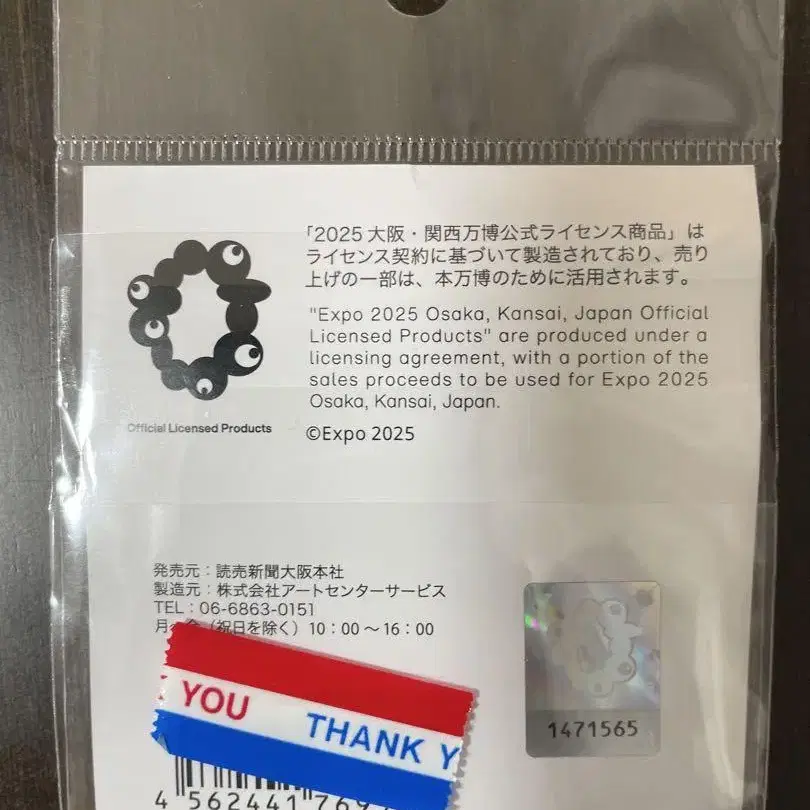 「2025 大阪・関西万博公式ライセンス商品」は
ライセンス契約に基づいて製造されており、売り
上げの一部は、本万博のために活用されます。
"Expo 2025 Osaka, Kansai, Japan Official
Licensed Products" are produced under a
licensing agreement, with a portion of the
sales proceeds to be used for Expo 2025
Osaka, Kansai, Japan.
©Expo 2025
Official Licensed Products
発売元：読売新聞大阪本社
製造元：株式会社アートセンターサービス
TEL：06-6863-0151
月 金（祝日を除く）10：00～16：00
YOU THANK Y
1471565
4 562441 769